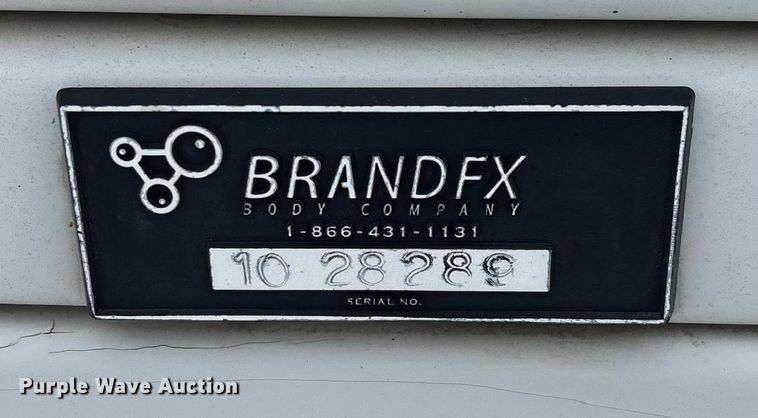 BRANDFX
BODY COMPANY
1-866-431-1131
10 28289
SERIAL NO.
Purple Wave Auction